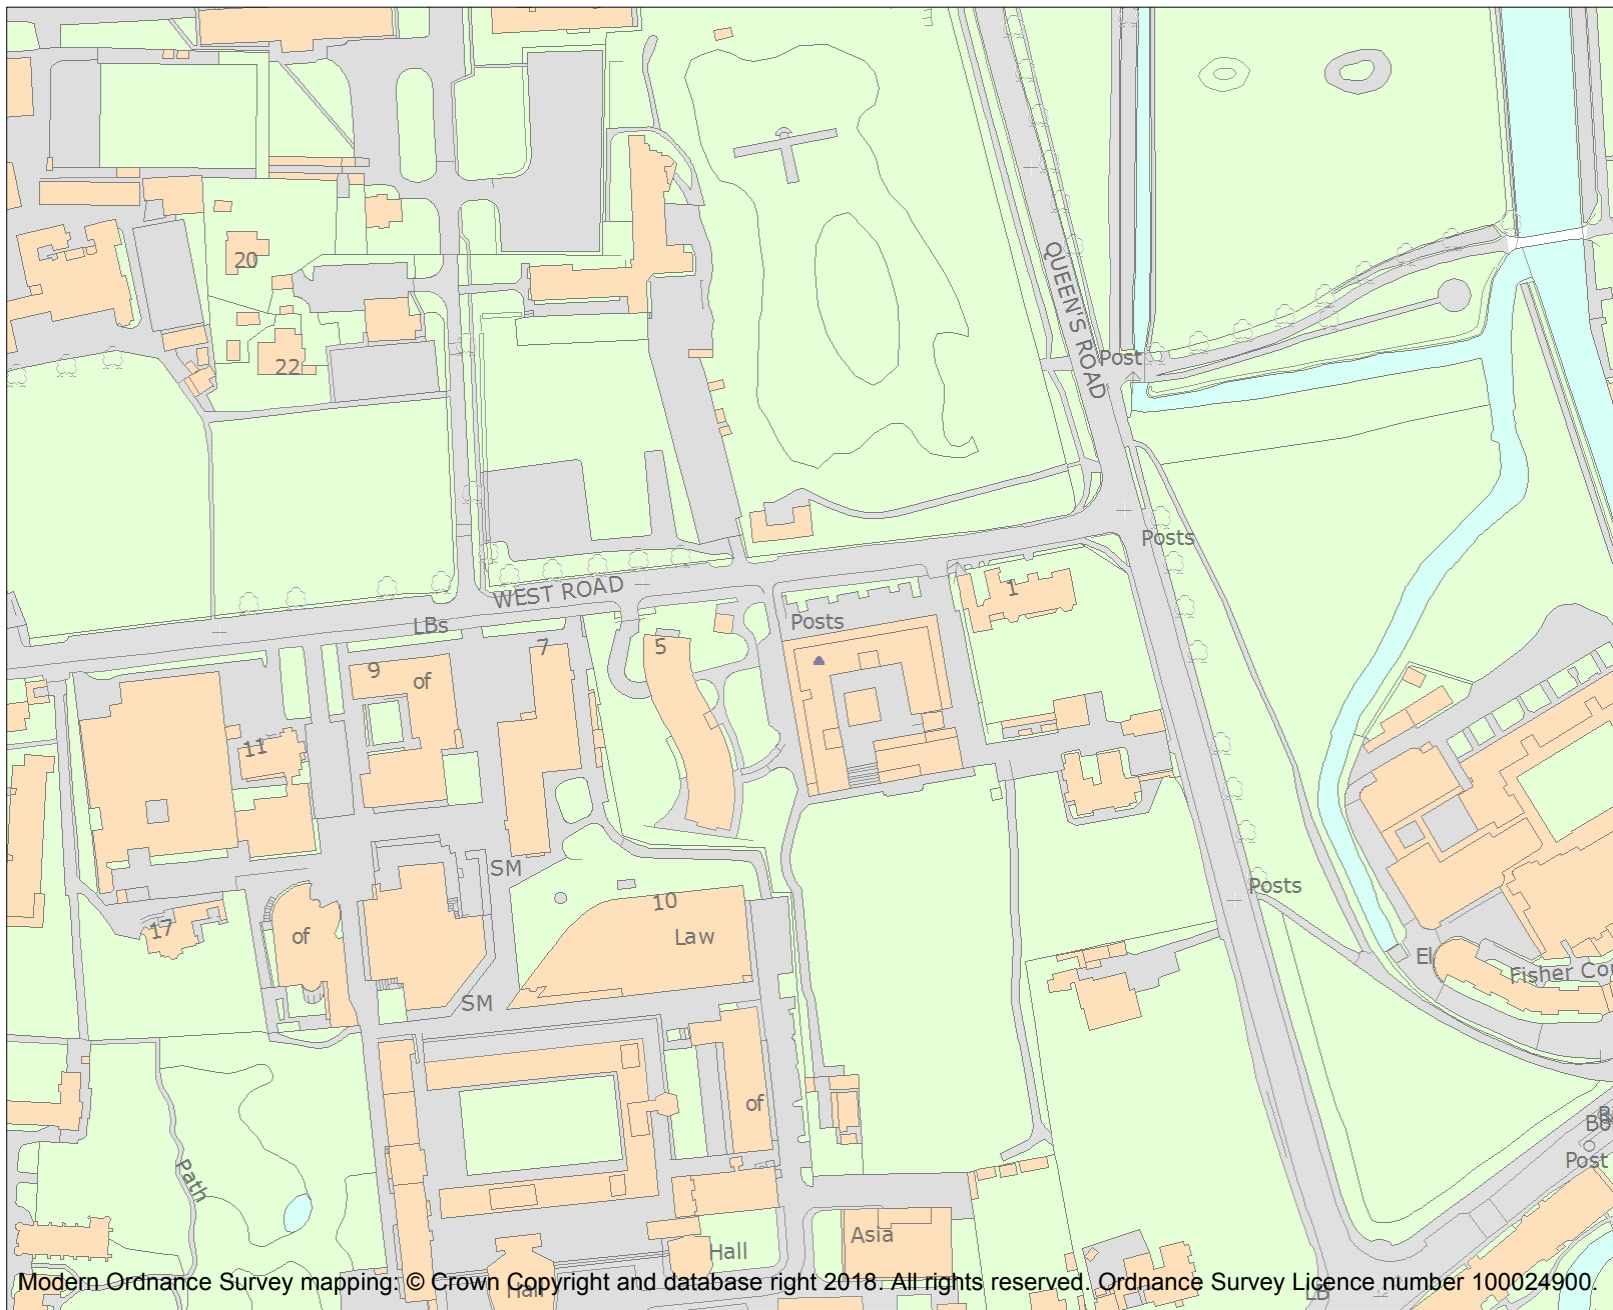 20
QUEEN'S ROAD
22
Post
Posts
WEST ROAD
1
LBs
Posts
7
5
9
of
11
SM
10
Posts
17
of
Law
El
Fisher Co
SM
of
Path
Post
Asia
Hall
Hall
LB
Modern Ordnance Survey mapping: © Crown Copyright and database right 2018. All rights reserved. Ordnance Survey Licence number 100024900.